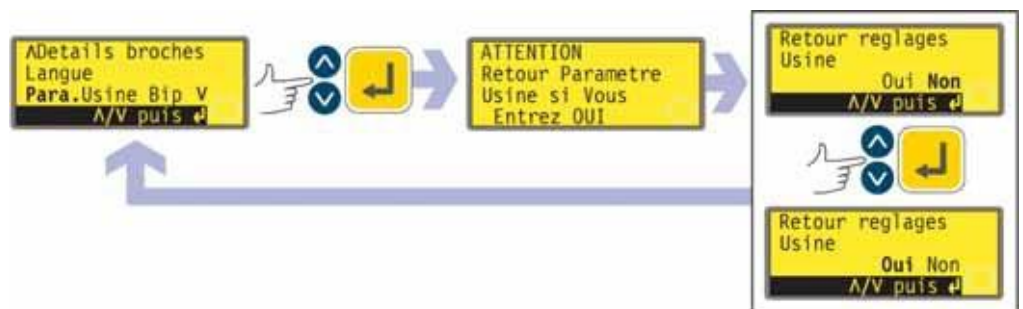 ΛDetails broches
Langue
Para.Usine Bip V
Λ/V puis ↲
ATTENTION
Retour Parametre
Usine si Vous
Entrez OUI
Retour reglages
Usine
Oui Non
Λ/V puis ↲
Retour reglages
Usine
Oui Non
Λ/V puis ↲